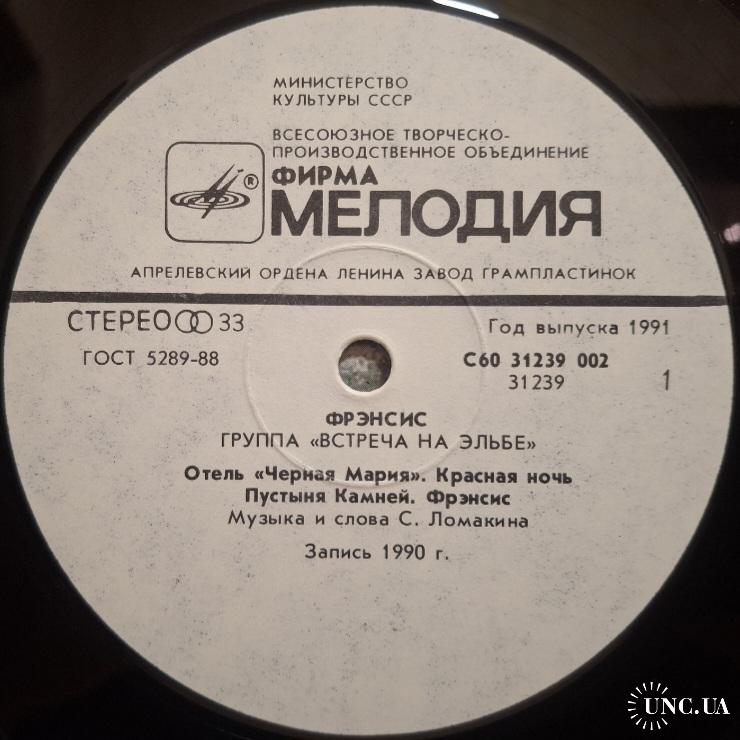 МИНИСТЕРСТВО
КУЛЬТУРЫ СССР
ВСЕСОЮЗНОЕ ТВОРЧЕСКО-
ПРОИЗВОДСТВЕННОЕ ОБЪЕДИНЕНИЕ
®
ФИРМА
МЕЛОДИЯ
АПРЕЛЕВСКИЙ ОРДЕНА ЛЕНИНА ЗАВОД ГРАМПЛАСТИНОК
СТЕРЕО 33
Год выпуска 1991
ГОСТ 5289-88
С60 31239 002
31239
1
ФРЭНСИС
ГРУППА «ВСТРЕЧА НА ЭЛЬБЕ»
Отель «Черная Мария». Красная ночь
Пустыня Камней. Фрэнсис
Музыка и слова С. Ломакина
Запись 1990 г.
UNC.UA